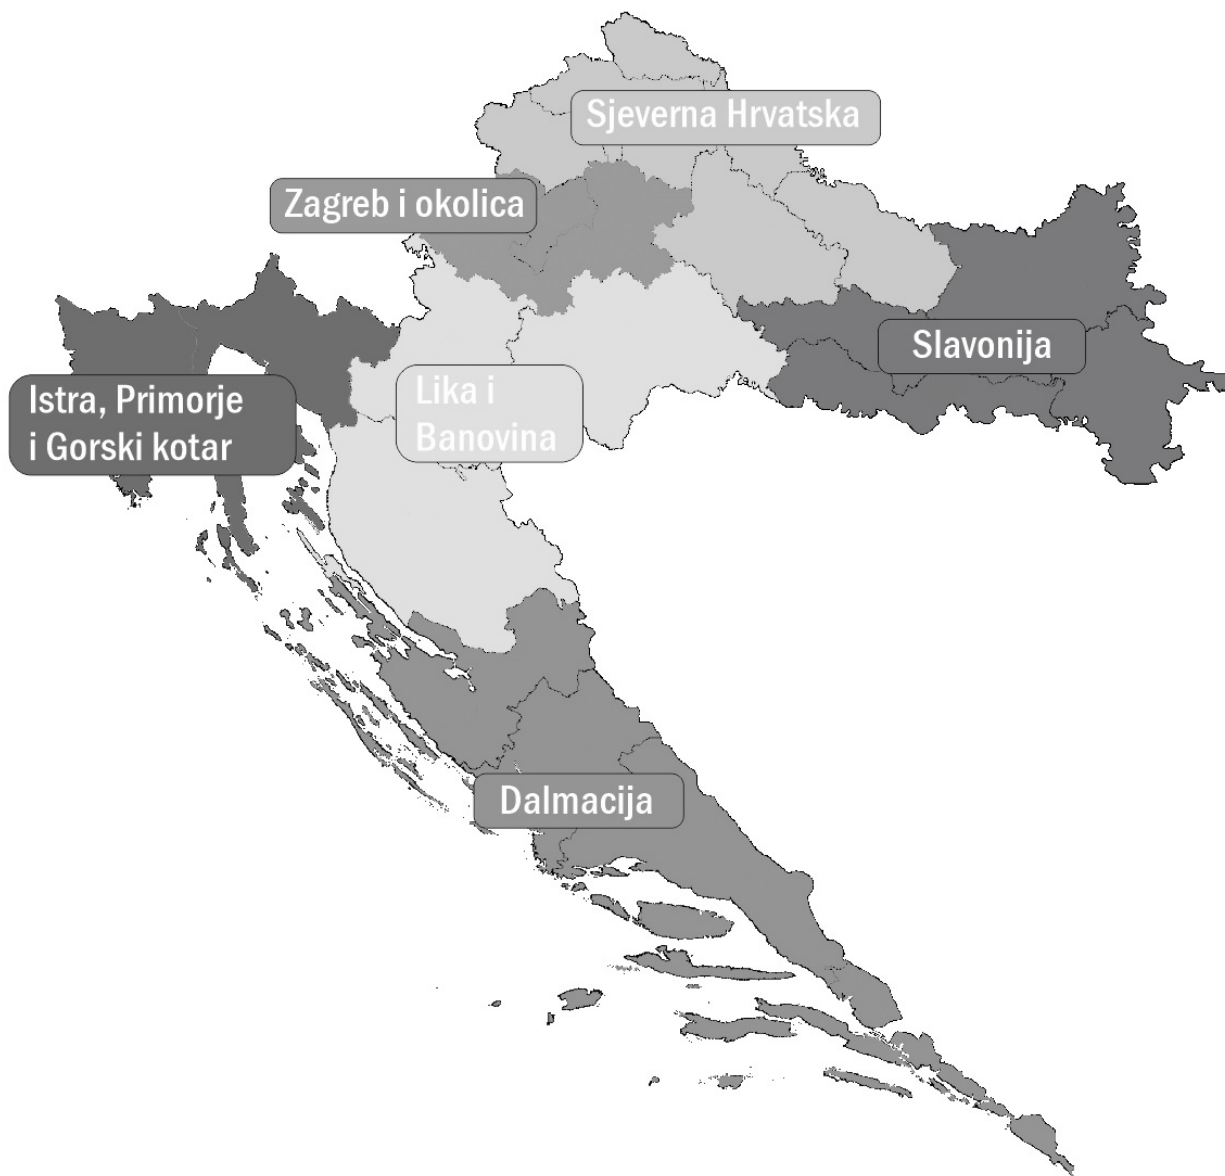 Sjeverna Hrvatska
Zagreb i okolica
Slavonija
Istra, Primorje
i Gorski kotar
Lika i
Banovina
Dalmacija